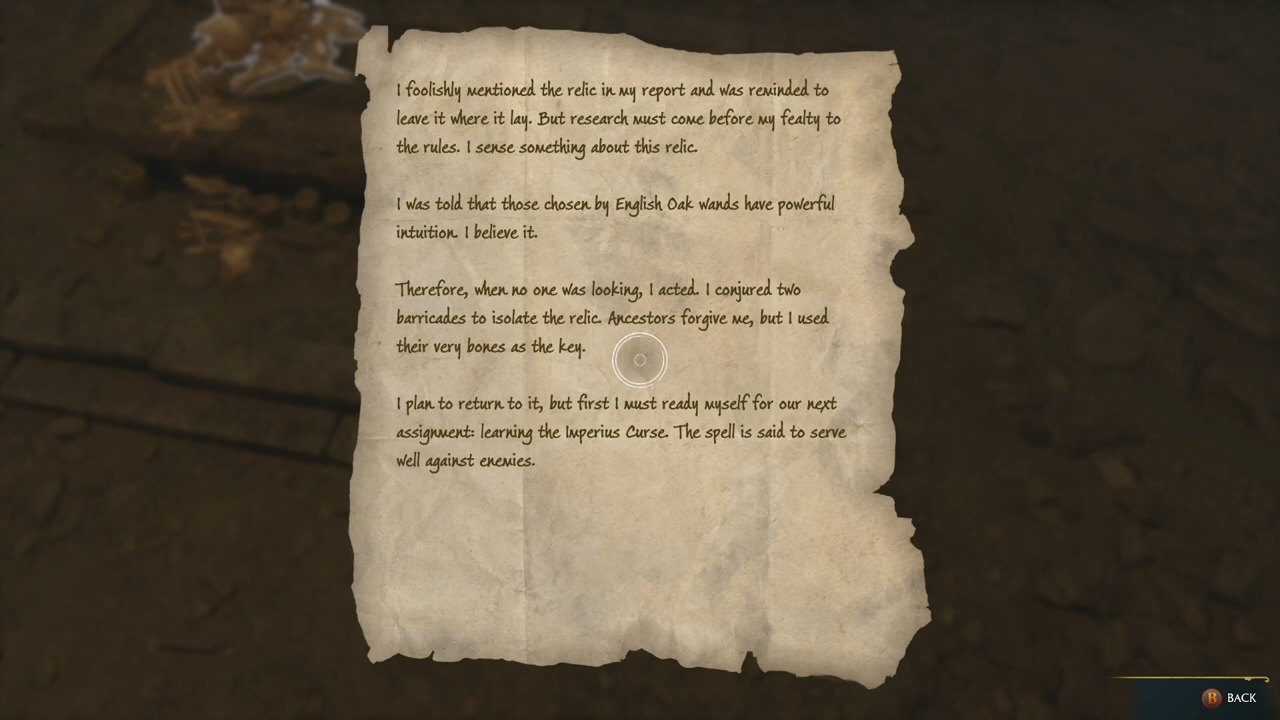 I foolishly mentioned the relic in my report and was reminded to
leave it where it lay. But research must come before my fealty to
the rules. I sense something about this relic.
I was told that those chosen by English Oak wands have powerful
intuition. I believe it.
Therefore, when no one was looking, I acted. I conjured two
barricades to isolate the relic. Ancestors forgive me, but I used
their very bones as the key.
I plan to return to it, but first I must ready myself for our next
assignment: learning the Imperius Curse. The spell is said to serve
well against enemies.
B BACK